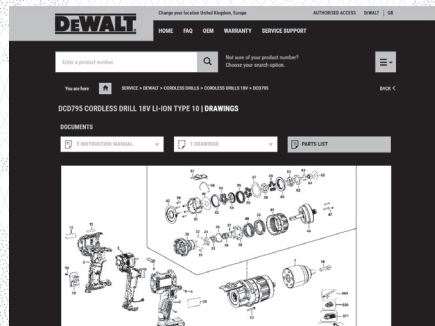 Change your location United Kingdom, Europe
AUTHORISED ACCESS DEWALT GB
DEWALT
HOME FAQ OEM WARRANTY SERVICE SUPPORT
Enter a product number.
Not sure of your product number?
Choose your search option.
You are here
SERVICE > DEWALT > CORDLESS DRILLS > CORDLESS DRILLS 18V > DCD795
BACK <
DCD795 CORDLESS DRILL 18V LI-ION TYPE 10 | DRAWINGS
DOCUMENTS
2 INSTRUCTION MANUAL
1 DRAWINGS
PARTS LIST